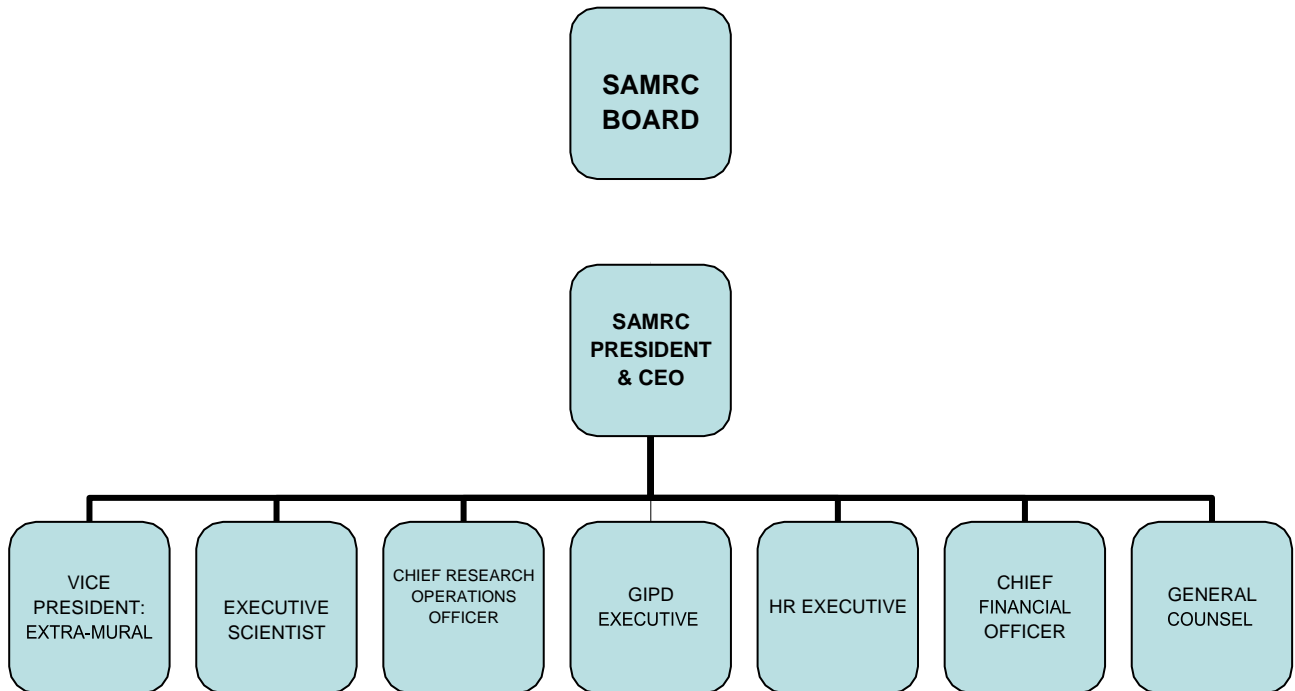 SAMRC
BOARD
SAMRC
PRESIDENT
& CEO
VICE
PRESIDENT:
EXTRA-MURAL
EXECUTIVE
SCIENTIST
CHIEF RESEARCH
OPERATIONS
OFFICER
GIPD
EXECUTIVE
HR EXECUTIVE
CHIEF
FINANCIAL
OFFICER
GENERAL
COUNSEL